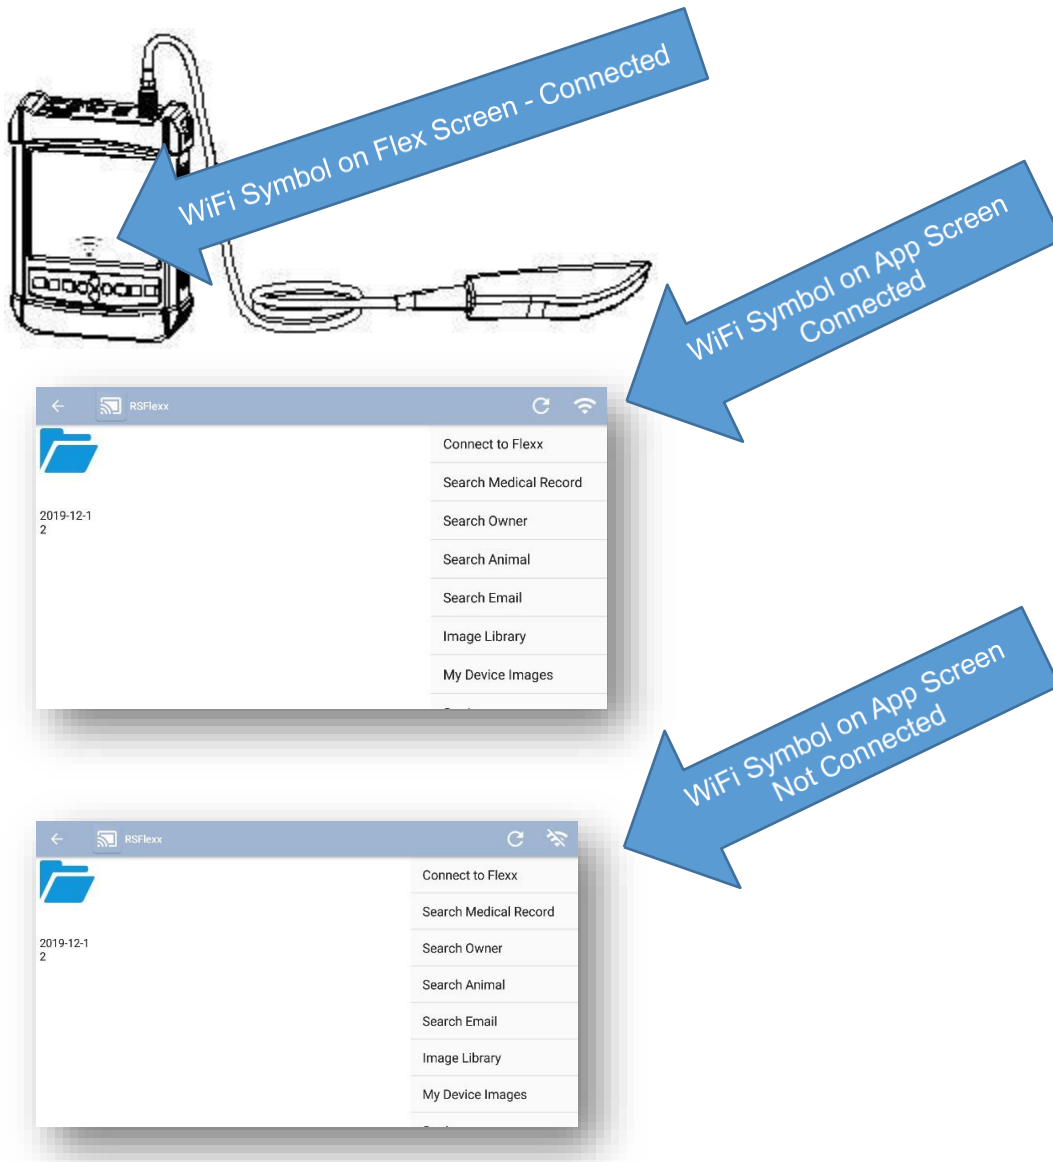 WiFi Symbol on Flex Screen - Connected
WiFi Symbol on App Screen
Connected
RSFlexx
Connect to Flexx
Search Medical Record
2019-12-1
2
Search Owner
Search Animal
Search Email
Image Library
My Device Images
WiFi Symbol on App Screen
Not Connected
RSFlexx
Connect to Flexx
Search Medical Record
2019-12-1
2
Search Owner
Search Animal
Search Email
Image Library
My Device Images